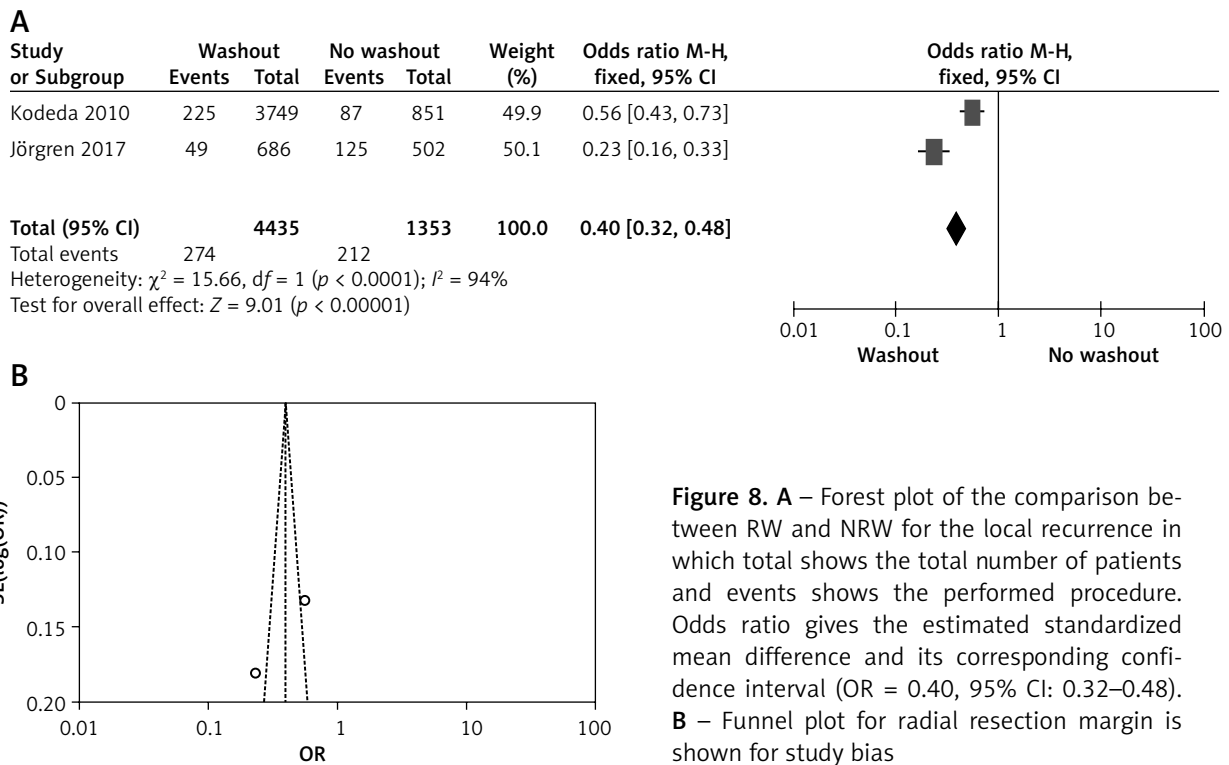 A
Study Washout No washout Weight Odds ratio M-H, Odds ratio M-H,
or Subgroup Events Total Events Total (%) fixed, 95% CI fixed, 95% CI
Kodeda 2010 225 3749 87 851 49.9 0.56 [0.43, 0.73]
Jörgren 2017 49 686 125 502 50.1 0.23 [0.16, 0.33]
Total (95% CI) 4435 1353 100.0 0.40 [0.32, 0.48]
Total events 274 212
Heterogeneity: χ² = 15.66, df = 1 (p < 0.0001); I² = 94%
Test for overall effect: Z = 9.01 (p < 0.00001)
0.01 0.1 1 10 100
Washout No washout
B
0
0.05
0.10
0.15
0.20
0.01 0.1 1 10 100
OR
Figure 8. A – Forest plot of the comparison be-
tween RW and NRW for the local recurrence in
which total shows the total number of patients
and events shows the performed procedure.
Odds ratio gives the estimated standardized
mean difference and its corresponding confi-
dence interval (OR = 0.40, 95% CI: 0.32–0.48).
B – Funnel plot for radial resection margin is
shown for study bias